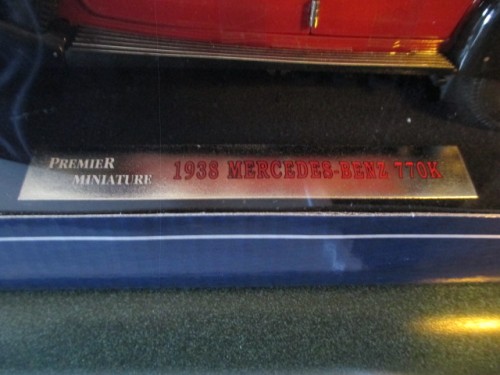 PREMIER
MINIATURE
1938 MERCEDES-BENZ 770K